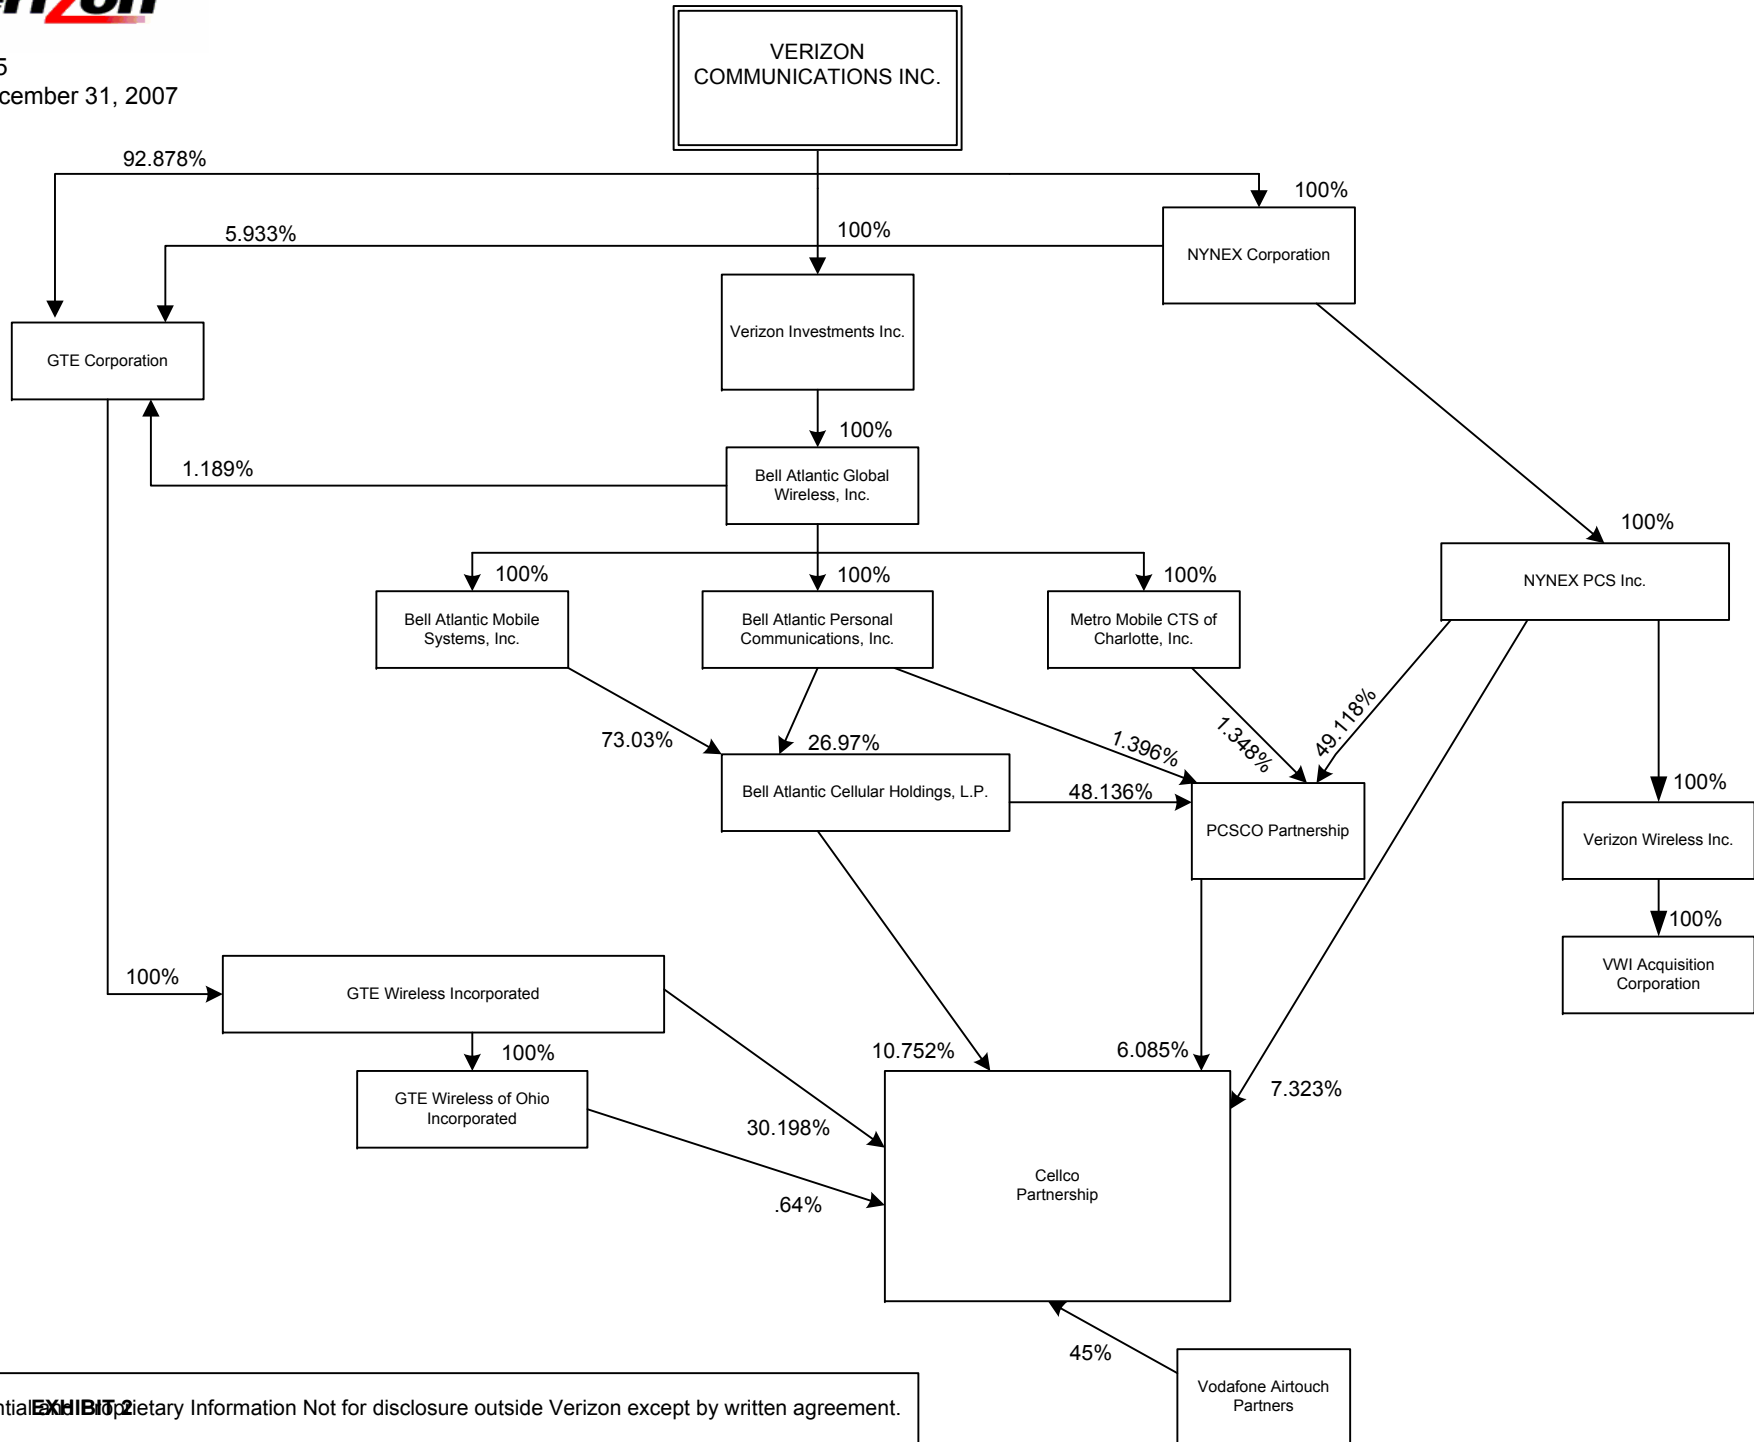 VERIZON
COMMUNICATIONS INC.
5
cember 31, 2007
92.878%
100%
5.933%
100%
NYNEX Corporation
Verizon Investments Inc.
GTE Corporation
100%
1.189%
Bell Atlantic Global
Wireless, Inc.
100%
100%
100%
100%
NYNEX PCS Inc.
Bell Atlantic Mobile
Systems, Inc.
Bell Atlantic Personal
Communications, Inc.
Metro Mobile CTS of
Charlotte, Inc.
73.03%
26.97%
1.396%
1.348%
49.118%
100%
Bell Atlantic Cellular Holdings, L.P.
48.136%
PCSCO Partnership
Verizon Wireless Inc.
100%
VWI Acquisition
Corporation
100%
GTE Wireless Incorporated
100%
10.752%
6.085%
7.323%
GTE Wireless of Ohio
Incorporated
30.198%
.64%
Cellco
Partnership
45%
Vodafone Airtouch
Partners
EXHIBIT 2
ntial and Proprietary Information Not for disclosure outside Verizon except by written agreement.